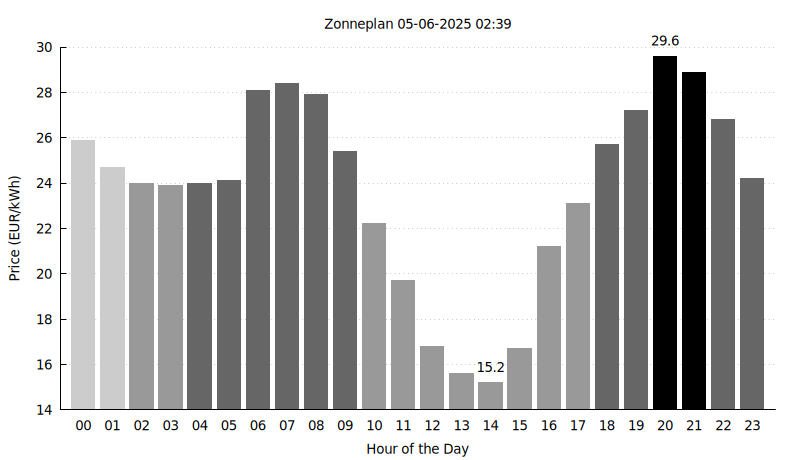 Zonneplan 05-06-2025 02:39
29.6
30
28
26
24
22
20
18
16
14
Price (EUR/kWh)
15.2
00 01 02 03 04 05 06 07 08 09 10 11 12 13 14 15 16 17 18 19 20 21 22 23
Hour of the Day